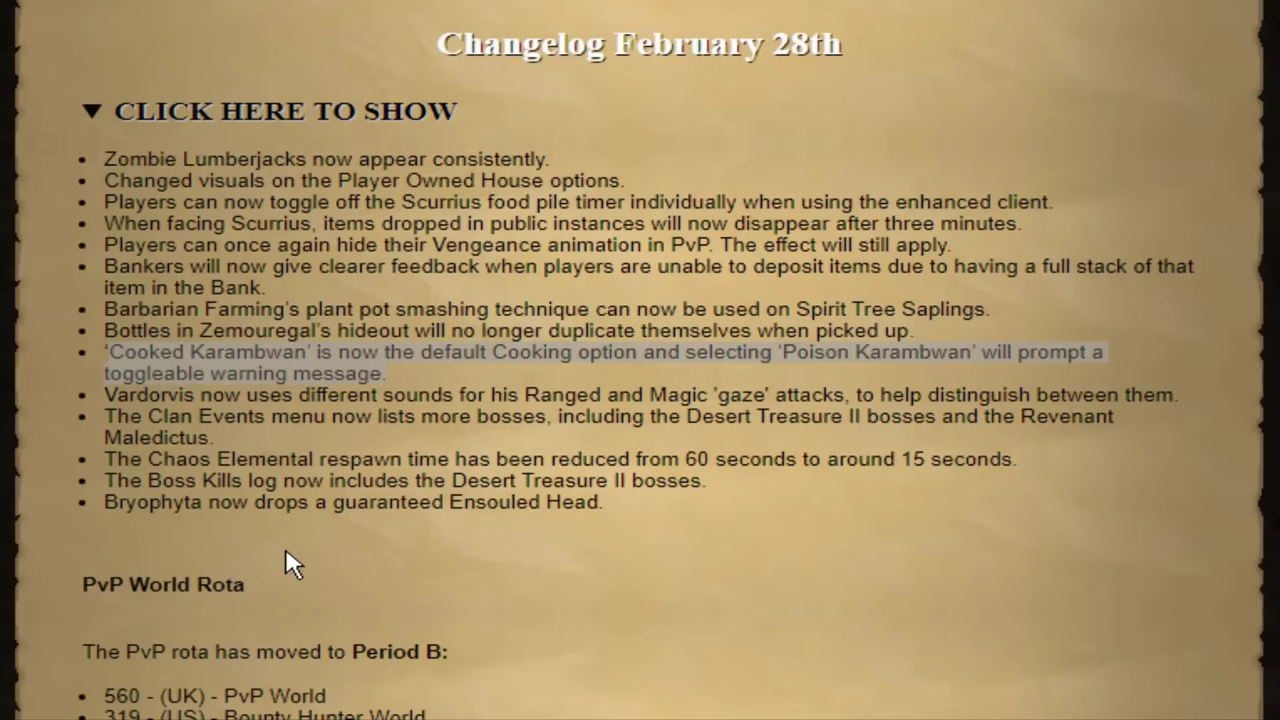 Changelog February 28th
▼ CLICK HERE TO SHOW
• Zombie Lumberjacks now appear consistently.
• Changed visuals on the Player Owned House options.
• Players can now toggle off the Scurrius food pile timer individually when using the enhanced client.
• When facing Scurrius, items dropped in public instances will now disappear after three minutes.
• Players can once again hide their Vengeance animation in PvP. The effect will still apply.
• Bankers will now give clearer feedback when players are unable to deposit items due to having a full stack of that
item in the Bank.
• Barbarian Farming's plant pot smashing technique can now be used on Spirit Tree Saplings.
• Bottles in Zemouregal's hideout will no longer duplicate themselves when picked up.
• 'Cooked Karambwan' is now the default Cooking option and selecting 'Poison Karambwan' will prompt a
toggleable warning message.
• Vardorvis now uses different sounds for his Ranged and Magic 'gaze' attacks, to help distinguish between them.
• The Clan Events menu now lists more bosses, including the Desert Treasure II bosses and the Revenant
Maledictus.
• The Chaos Elemental respawn time has been reduced from 60 seconds to around 15 seconds.
• The Boss Kills log now includes the Desert Treasure II bosses.
• Bryophyta now drops a guaranteed Ensouled Head.
PvP World Rota
The PvP rota has moved to Period B:
• 560 - (UK) - PvP World
• 319 - (US) - Bounty Hunter World